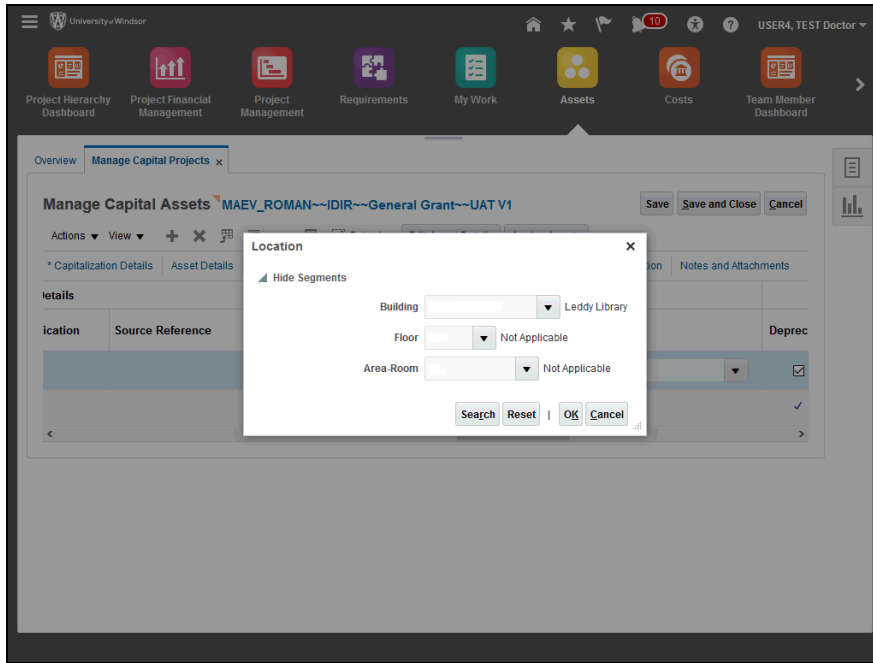 University of Windsor
10
USER4, TEST Doctor
Project Hierarchy Dashboard
Project Financial Management
Project Management
Requirements
My Work
Assets
Costs
Team Member Dashboard
Overview
Manage Capital Projects x
Manage Capital Assets MAEV_ROMAN~~IDIR~~General Grant~~UAT V1
Save Save and Close Cancel
Actions View
* Capitalization Details Asset Details
Notes and Attachments
Location
Hide Segments
Building Leddy Library
Floor Not Applicable
Area-Room Not Applicable
Search Reset | OK Cancel
etails
ication Source Reference Deprec